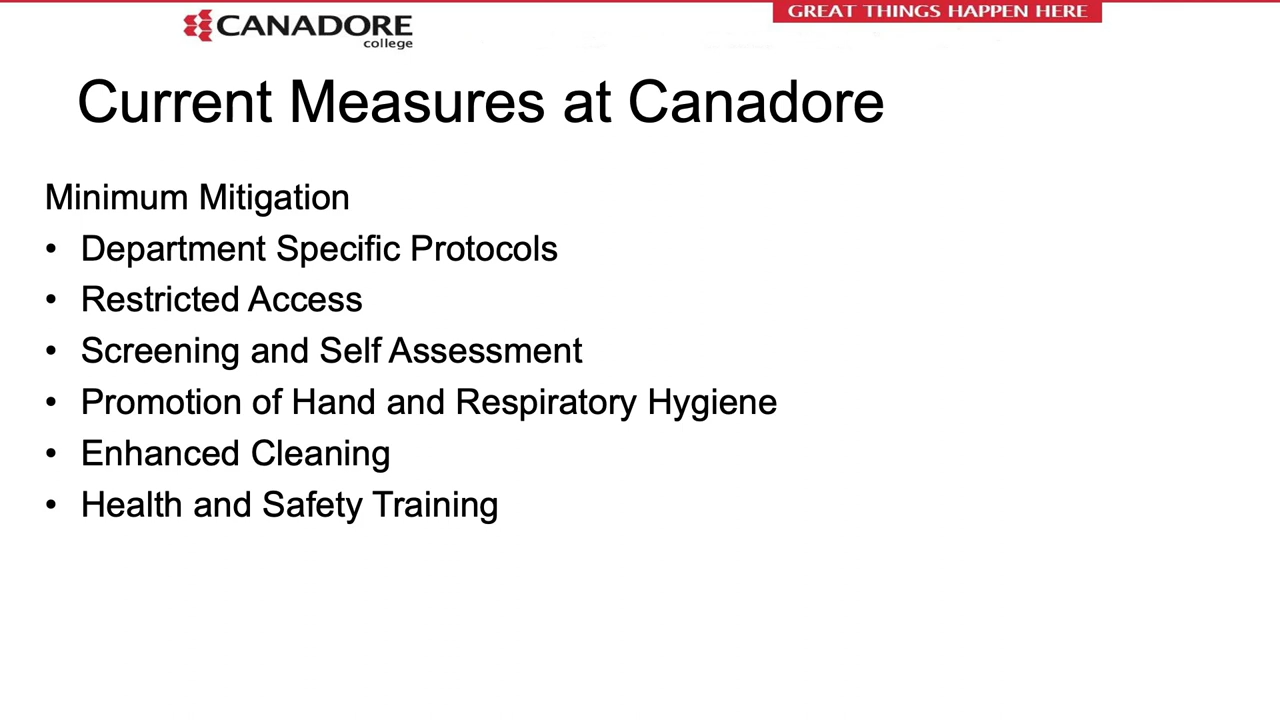 CANADORE
college
GREAT THINGS HAPPEN HERE
Current Measures at Canadore
Minimum Mitigation
• Department Specific Protocols
• Restricted Access
• Screening and Self Assessment
• Promotion of Hand and Respiratory Hygiene
• Enhanced Cleaning
• Health and Safety Training